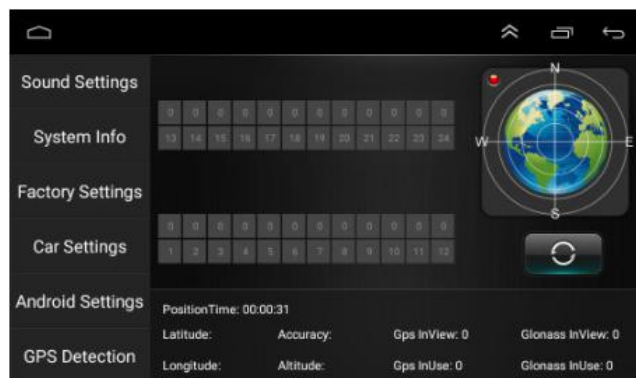 Sound Settings
System Info
Factory Settings
Car Settings
Android Settings
GPS Detection
0 0 0 0 0 0 0 0 0 0 0 0
13 14 15 16 17 18 19 20 21 22 23 24
0 0 0 0 0 0 0 0 0 0 0 0
1 2 3 4 5 6 7 8 9 10 11 12
N
W
E
S
PositionTime: 00:00:31
Latitude: Accuracy: Gps InView: 0 Glonass InView: 0
Longitude: Altitude: Gps InUse: 0 Glonass InUse: 0